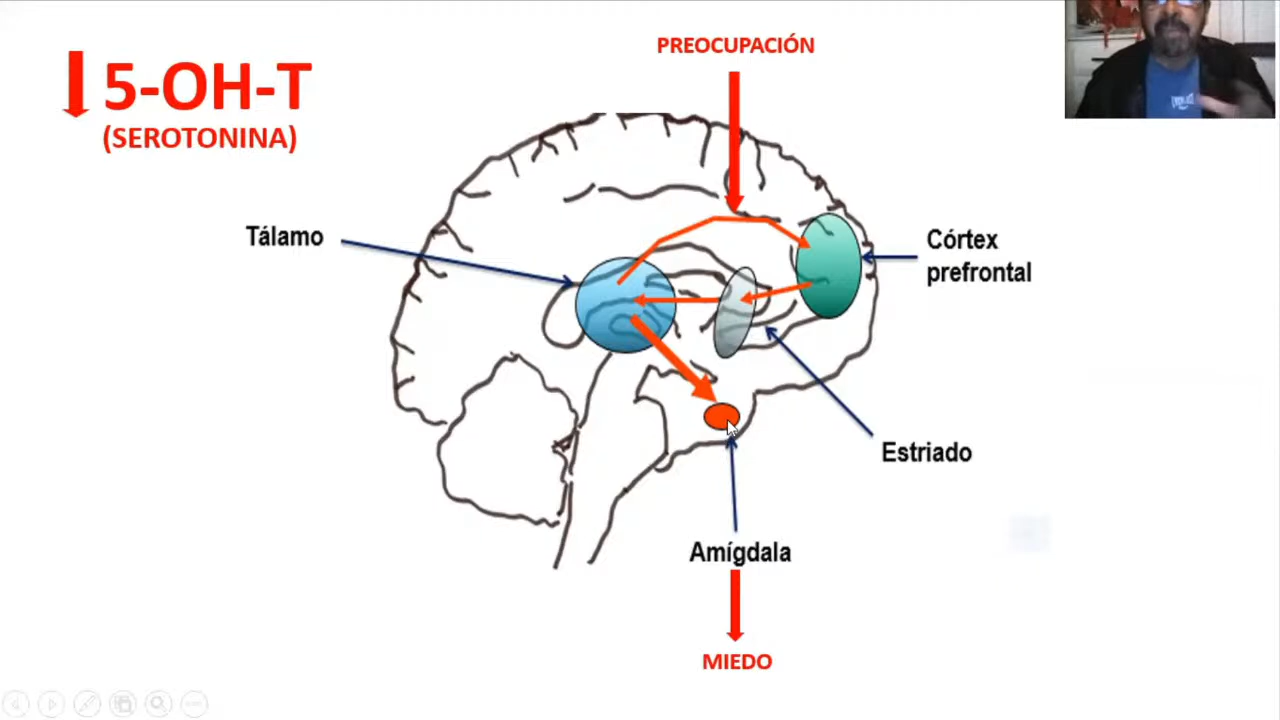 5-OH-T
(SEROTONINA)
PREOCUPACIÓN
Tálamo
Córtex
prefrontal
Estriado
Amígdala
MIEDO